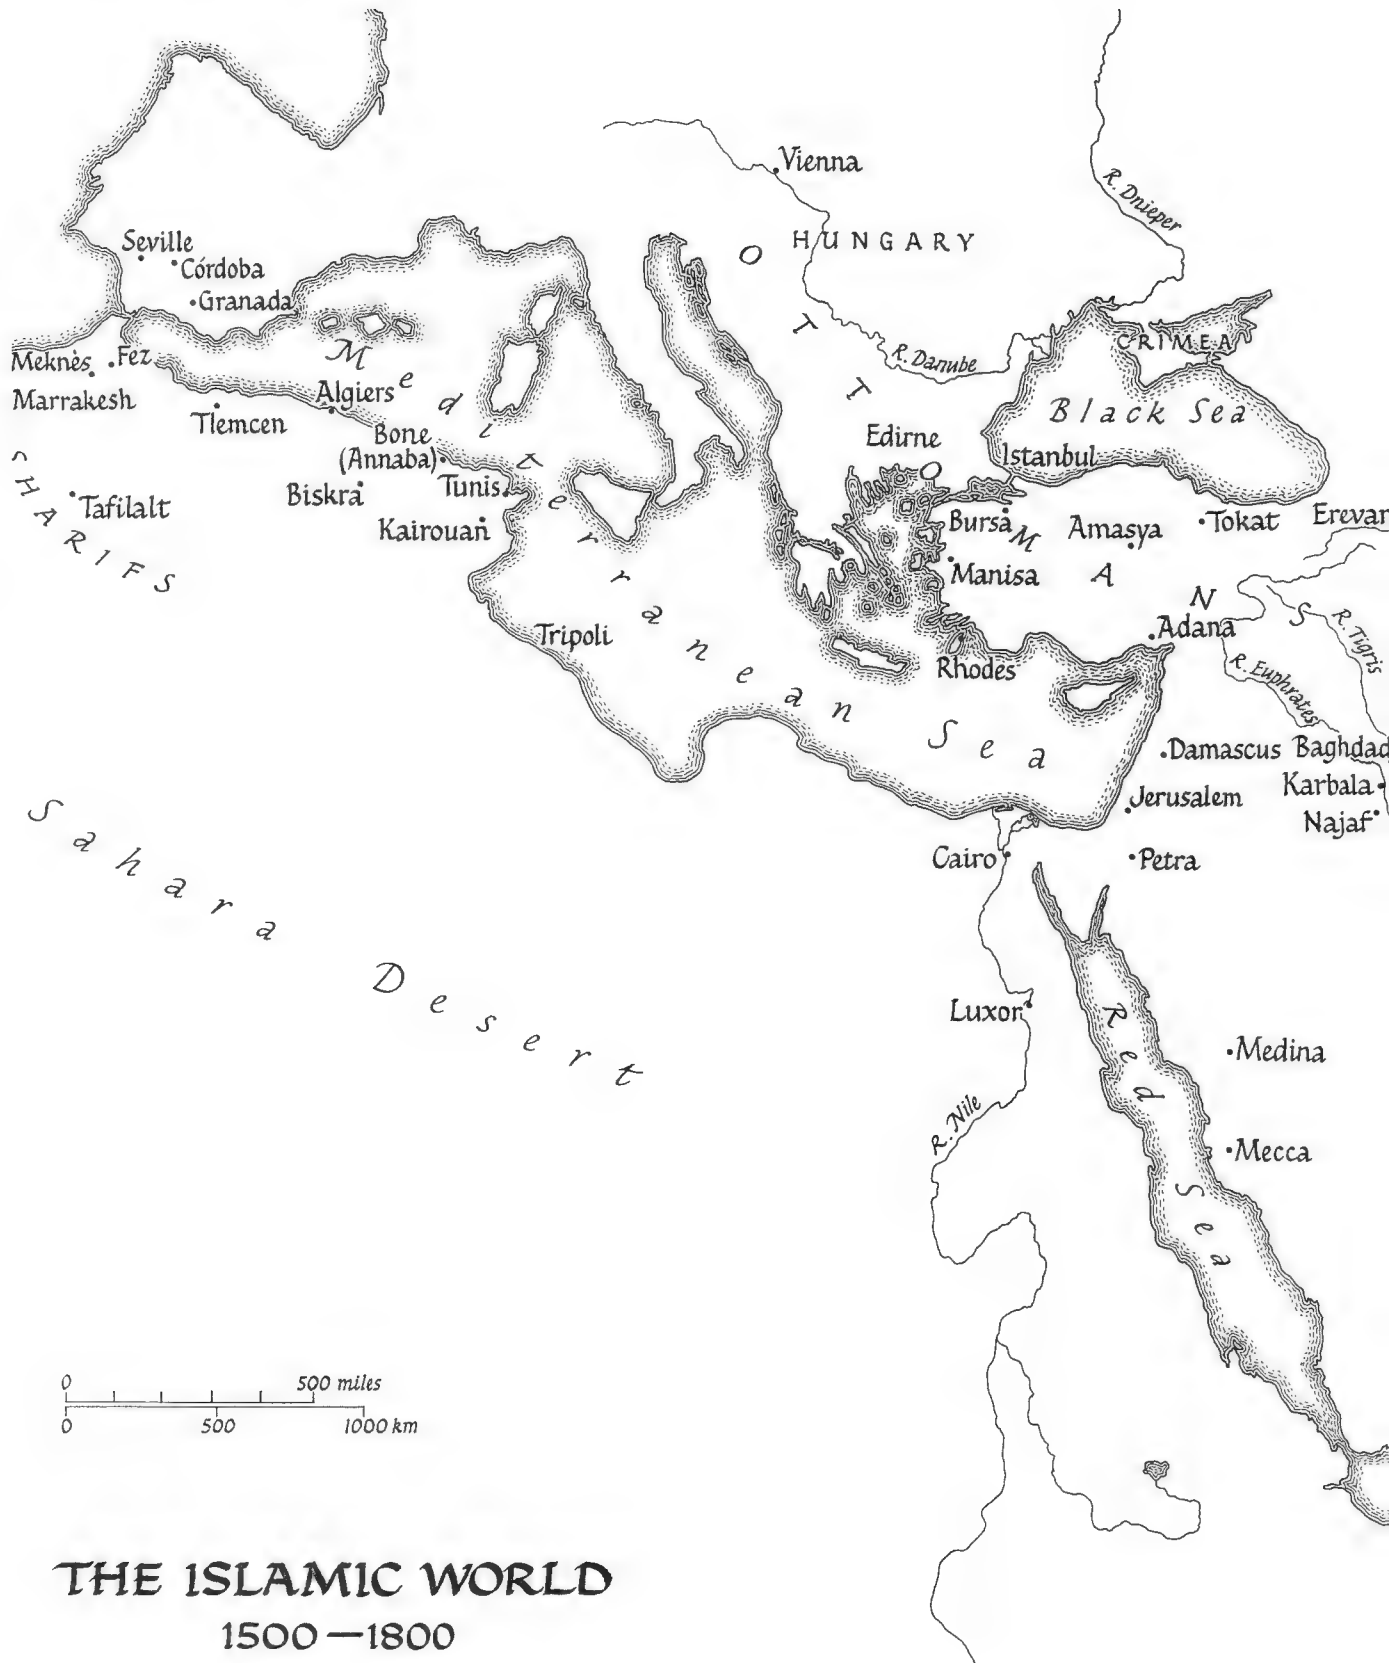 Vienna
R. Dnieper
HUNGARY
Seville
Córdoba
Granada
OTTOMANS
CRIMEA
R. Danube
Meknès
Fez
Marrakesh
Tlemcen
Algiers
Black Sea
Edirne
Istanbul
Bone
(Annaba)
Tunis
Biskra
Kairouan
Mediterranean Sea
Tafilalt
HARIFS
Bursa
Amasya
Tokat
Erevan
Manisa
Tripoli
Adana
R. Tigris
R. Euphrates
Rhodes
Damascus
Baghdad
Karbala
Najaf
Jerusalem
Cairo
Petra
Sahara Desert
Luxor
Red Sea
Medina
R. Nile
Mecca
0 500 miles
0 500 1000 km
THE ISLAMIC WORLD
1500—1800